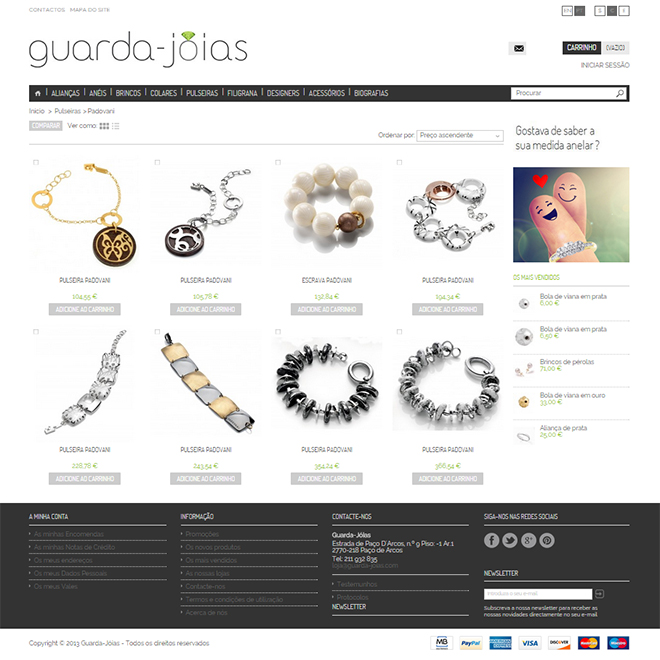 CONTACTOS MAPA DO SITE
EN PT $ € £
guarda-jóias
CARRINHO (VAZIO)
INICIAR SESSÃO
ALIANÇAS ANÉIS BRINCOS COLARES PULSEIRAS FILIGRANA DESIGNERS ACESSÓRIOS BIOGRAFIAS
Procurar
Início > Pulseiras > Padovani
COMPARAR Ver como:
Ordenar por: Preço ascendente
Gostava de saber a
sua medida anelar ?
PULSEIRA PADOVANI
104,55 €
ADICIONE AO CARRINHO
PULSEIRA PADOVANI
105,78 €
ADICIONE AO CARRINHO
ESCRAVA PADOVANI
132,84 €
ADICIONE AO CARRINHO
PULSEIRA PADOVANI
194,34 €
ADICIONE AO CARRINHO
PULSEIRA PADOVANI
228,78 €
ADICIONE AO CARRINHO
PULSEIRA PADOVANI
243,54 €
ADICIONE AO CARRINHO
PULSEIRA PADOVANI
354,24 €
ADICIONE AO CARRINHO
PULSEIRA PADOVANI
366,54 €
ADICIONE AO CARRINHO
OS MAIS VENDIDOS
Bola de viana em prata
6,00 €
Bola de viana em prata
6,50 €
Brincos de pérolas
71,00 €
Bola de viana em ouro
33,00 €
Aliança de prata
25,00 €
A MINHA CONTA
As minhas Encomendas
As minhas Notas de Crédito
Os meus endereços
Os meus Dados Pessoais
Os meus Vales
INFORMAÇÃO
Promoções
Os novos produtos
Os mais vendidos
As nossas lojas
Contacte-nos
Termos e condições de utilização
Acerca de nós
CONTACTE-NOS
Guarda-Jóias
Estrada de Paço D'Arcos, n.º 9 Piso: -1 Ar.1
2770-218 Paço de Arcos
Tel: 211 932 835
Testemunhos
Protocolos
NEWSLETTER
SIGA-NOS NAS REDES SOCIAIS
NEWSLETTER
introduza o seu e-mail
Subscreva a nossa newsletter para receber as
nossas novidades directamente no seu e-mail.
Copyright © 2013 Guarda-Jóias - Todos os direitos reservados
MB PayPal VISA DISCOVER